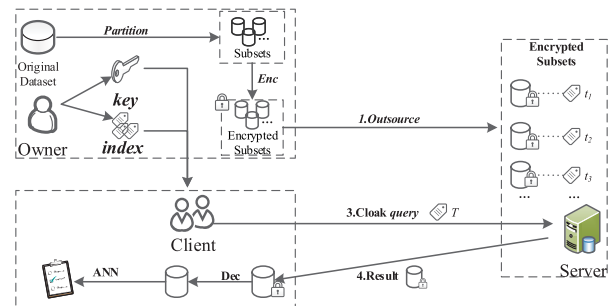 Partition
Original
Dataset
Subsets
...
Enc
key
index
Owner
Encrypted
Subsets
...
1.Outsource
Encrypted
Subsets
t1
t2
t3
... ...
Client
3.Cloak query T
Server
ANN
Dec
4.Result